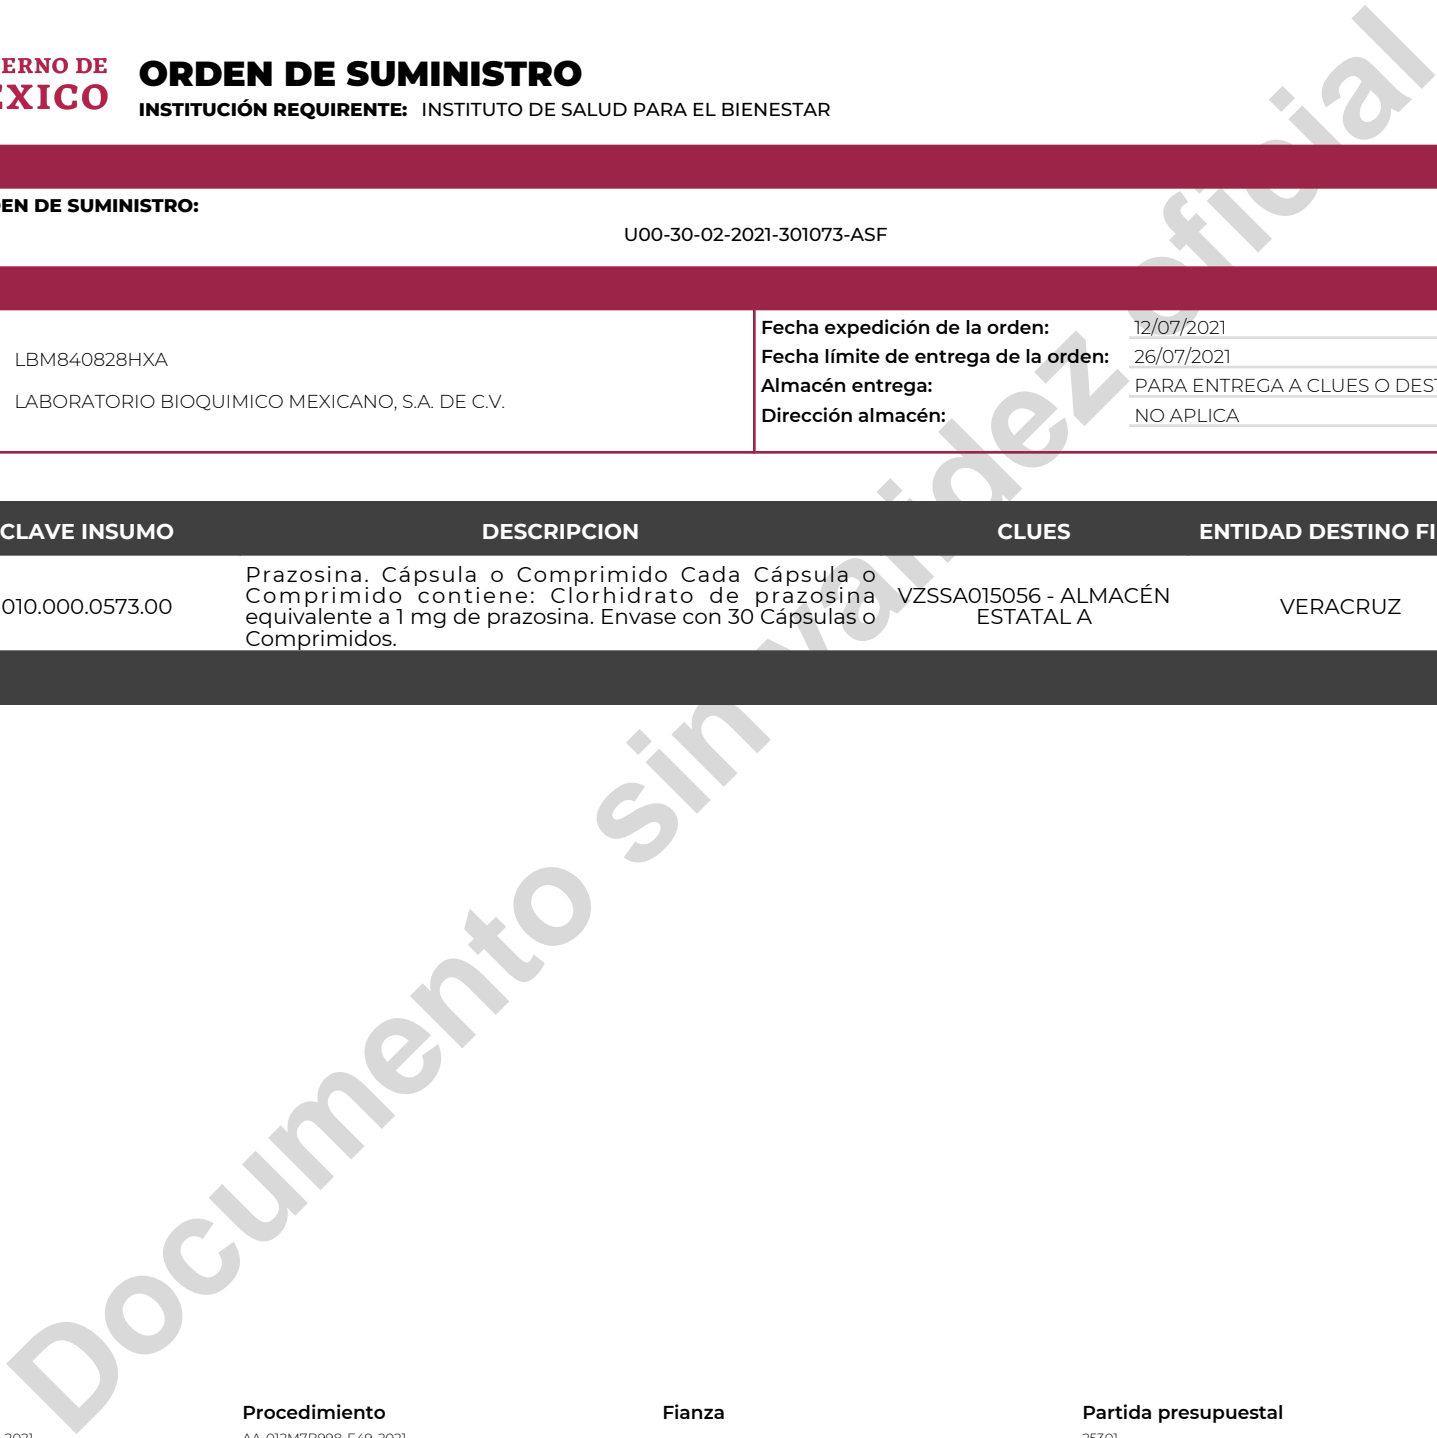 ERNO DE
EXICO
ORDEN DE SUMINISTRO
INSTITUCIÓN REQUIRENTE: INSTITUTO DE SALUD PARA EL BIENESTAR
EN DE SUMINISTRO:
U00-30-02-2021-301073-ASF
LBM840828HXA
LABORATORIO BIOQUIMICO MEXICANO, S.A. DE C.V.
Fecha expedición de la orden: 12/07/2021
Fecha límite de entrega de la orden: 26/07/2021
Almacén entrega: PARA ENTREGA A CLUES O DEST
Dirección almacén: NO APLICA
CLAVE INSUMO DESCRIPCION CLUES ENTIDAD DESTINO FI
010.000.0573.00
Prazosina. Cápsula o Comprimido Cada Cápsula o
Comprimido contiene: Clorhidrato de prazosina
equivalente a 1 mg de prazosina. Envase con 30 Cápsulas o
Comprimidos.
VZSSA015056 - ALMACÉN
ESTATAL A
VERACRUZ
Documento sin validez oficial
Procedimiento Fianza Partida presupuestal